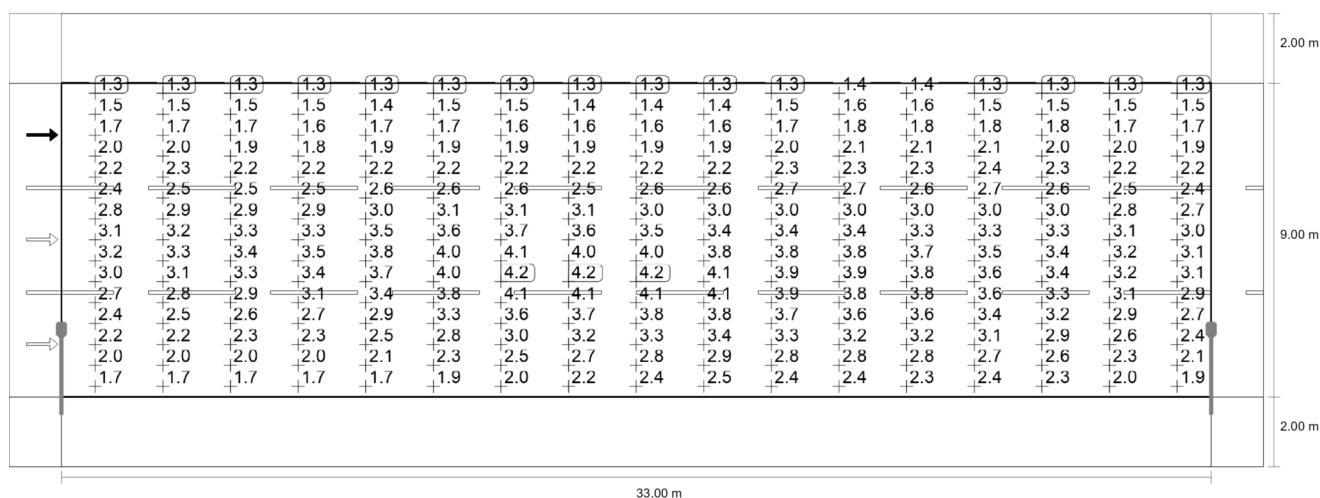 2.00 m
1.3 1.3 1.3 1.3 1.3 1.3 1.3 1.3 1.3 1.3 1.3 1.4 1.4 1.3 1.3 1.3 1.3
1.5 1.5 1.5 1.5 1.4 1.5 1.5 1.4 1.4 1.4 1.5 1.6 1.6 1.5 1.5 1.5 1.5
1.7 1.7 1.7 1.6 1.7 1.7 1.6 1.6 1.6 1.6 1.7 1.8 1.8 1.8 1.8 1.7 1.7
2.0 2.0 1.9 1.8 1.9 1.9 1.9 1.9 1.9 1.9 2.0 2.1 2.1 2.1 2.0 2.0 1.9
2.2 2.2 2.2 2.2 2.2 2.2 2.2 2.2 2.2 2.2 2.3 2.3 2.3 2.4 2.3 2.2 2.2
2.4 2.5 2.5 2.5 2.6 2.6 2.6 2.5 2.6 2.6 2.7 2.7 2.6 2.7 2.6 2.5 2.4
2.8 2.9 2.9 2.9 3.0 3.1 3.1 3.1 3.0 3.0 3.0 3.0 3.0 3.0 3.0 2.8 2.7
3.1 3.2 3.3 3.3 3.5 3.6 3.7 3.6 3.5 3.4 3.4 3.4 3.3 3.3 3.3 3.1 3.0
9.00 m
3.2 3.3 3.4 3.5 3.8 4.0 4.1 4.0 4.0 3.8 3.8 3.8 3.7 3.5 3.4 3.2 3.1
3.0 3.1 3.3 3.4 3.7 4.0 4.2 4.2 4.2 4.1 3.9 3.9 3.8 3.6 3.4 3.2 3.1
2.7 2.8 2.9 3.1 3.4 3.8 4.1 4.1 4.1 4.1 3.9 3.8 3.8 3.6 3.3 3.1 2.9
2.4 2.5 2.6 2.7 2.9 3.3 3.6 3.7 3.8 3.8 3.7 3.6 3.6 3.4 3.2 2.9 2.7
2.2 2.2 2.3 2.3 2.5 2.8 3.0 3.2 3.3 3.4 3.3 3.2 3.2 3.1 2.9 2.6 2.4
2.0 2.0 2.0 2.0 2.1 2.3 2.5 2.7 2.8 2.9 2.8 2.8 2.8 2.7 2.6 2.3 2.1
1.7 1.7 1.7 1.7 1.7 1.9 2.0 2.2 2.4 2.5 2.4 2.4 2.3 2.4 2.3 2.0 1.9
2.00 m
33.00 m